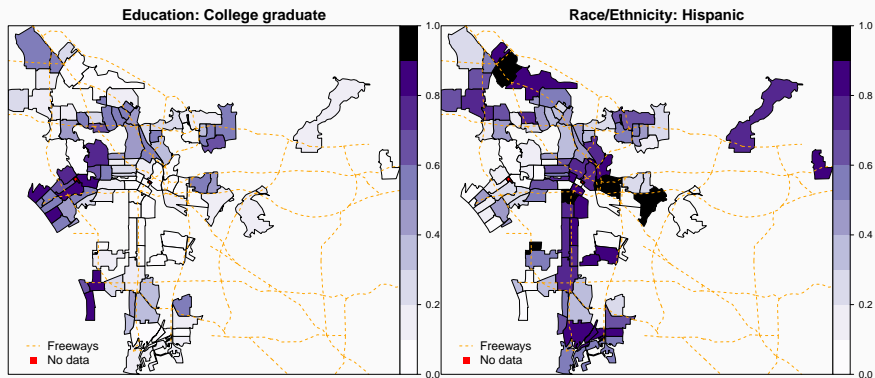 Education: College graduate
1.0
0.8
0.6
0.4
0.2
0.0
Freeways
No data
Race/Ethnicity: Hispanic
1.0
0.8
0.6
0.4
0.2
0.0
Freeways
No data